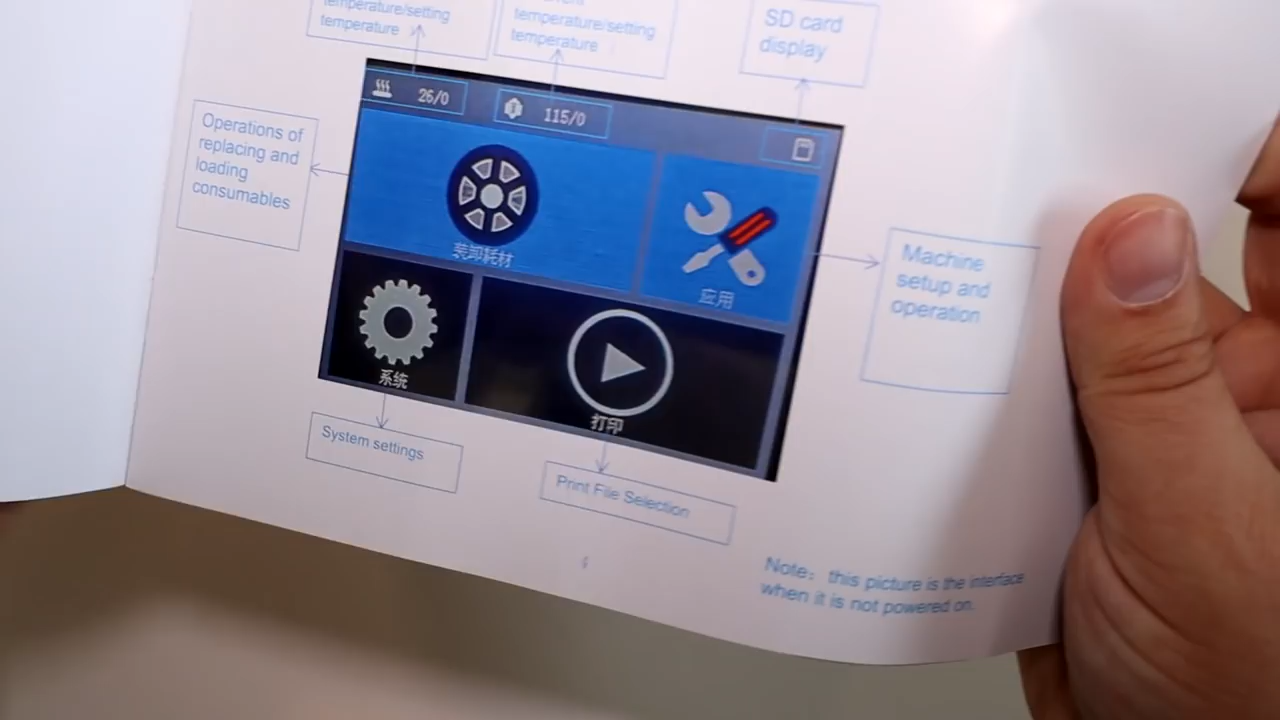 temperature/setting
temperature
temperature/setting
temperature
SD card
display
26/0
115/0
Operations of
replacing and
loading
consumables
装卸耗材
应用
Machine
setup and
operation
系统
打印
System settings
Print File Selection
Note： this picture is the interface
when it is not powered on.